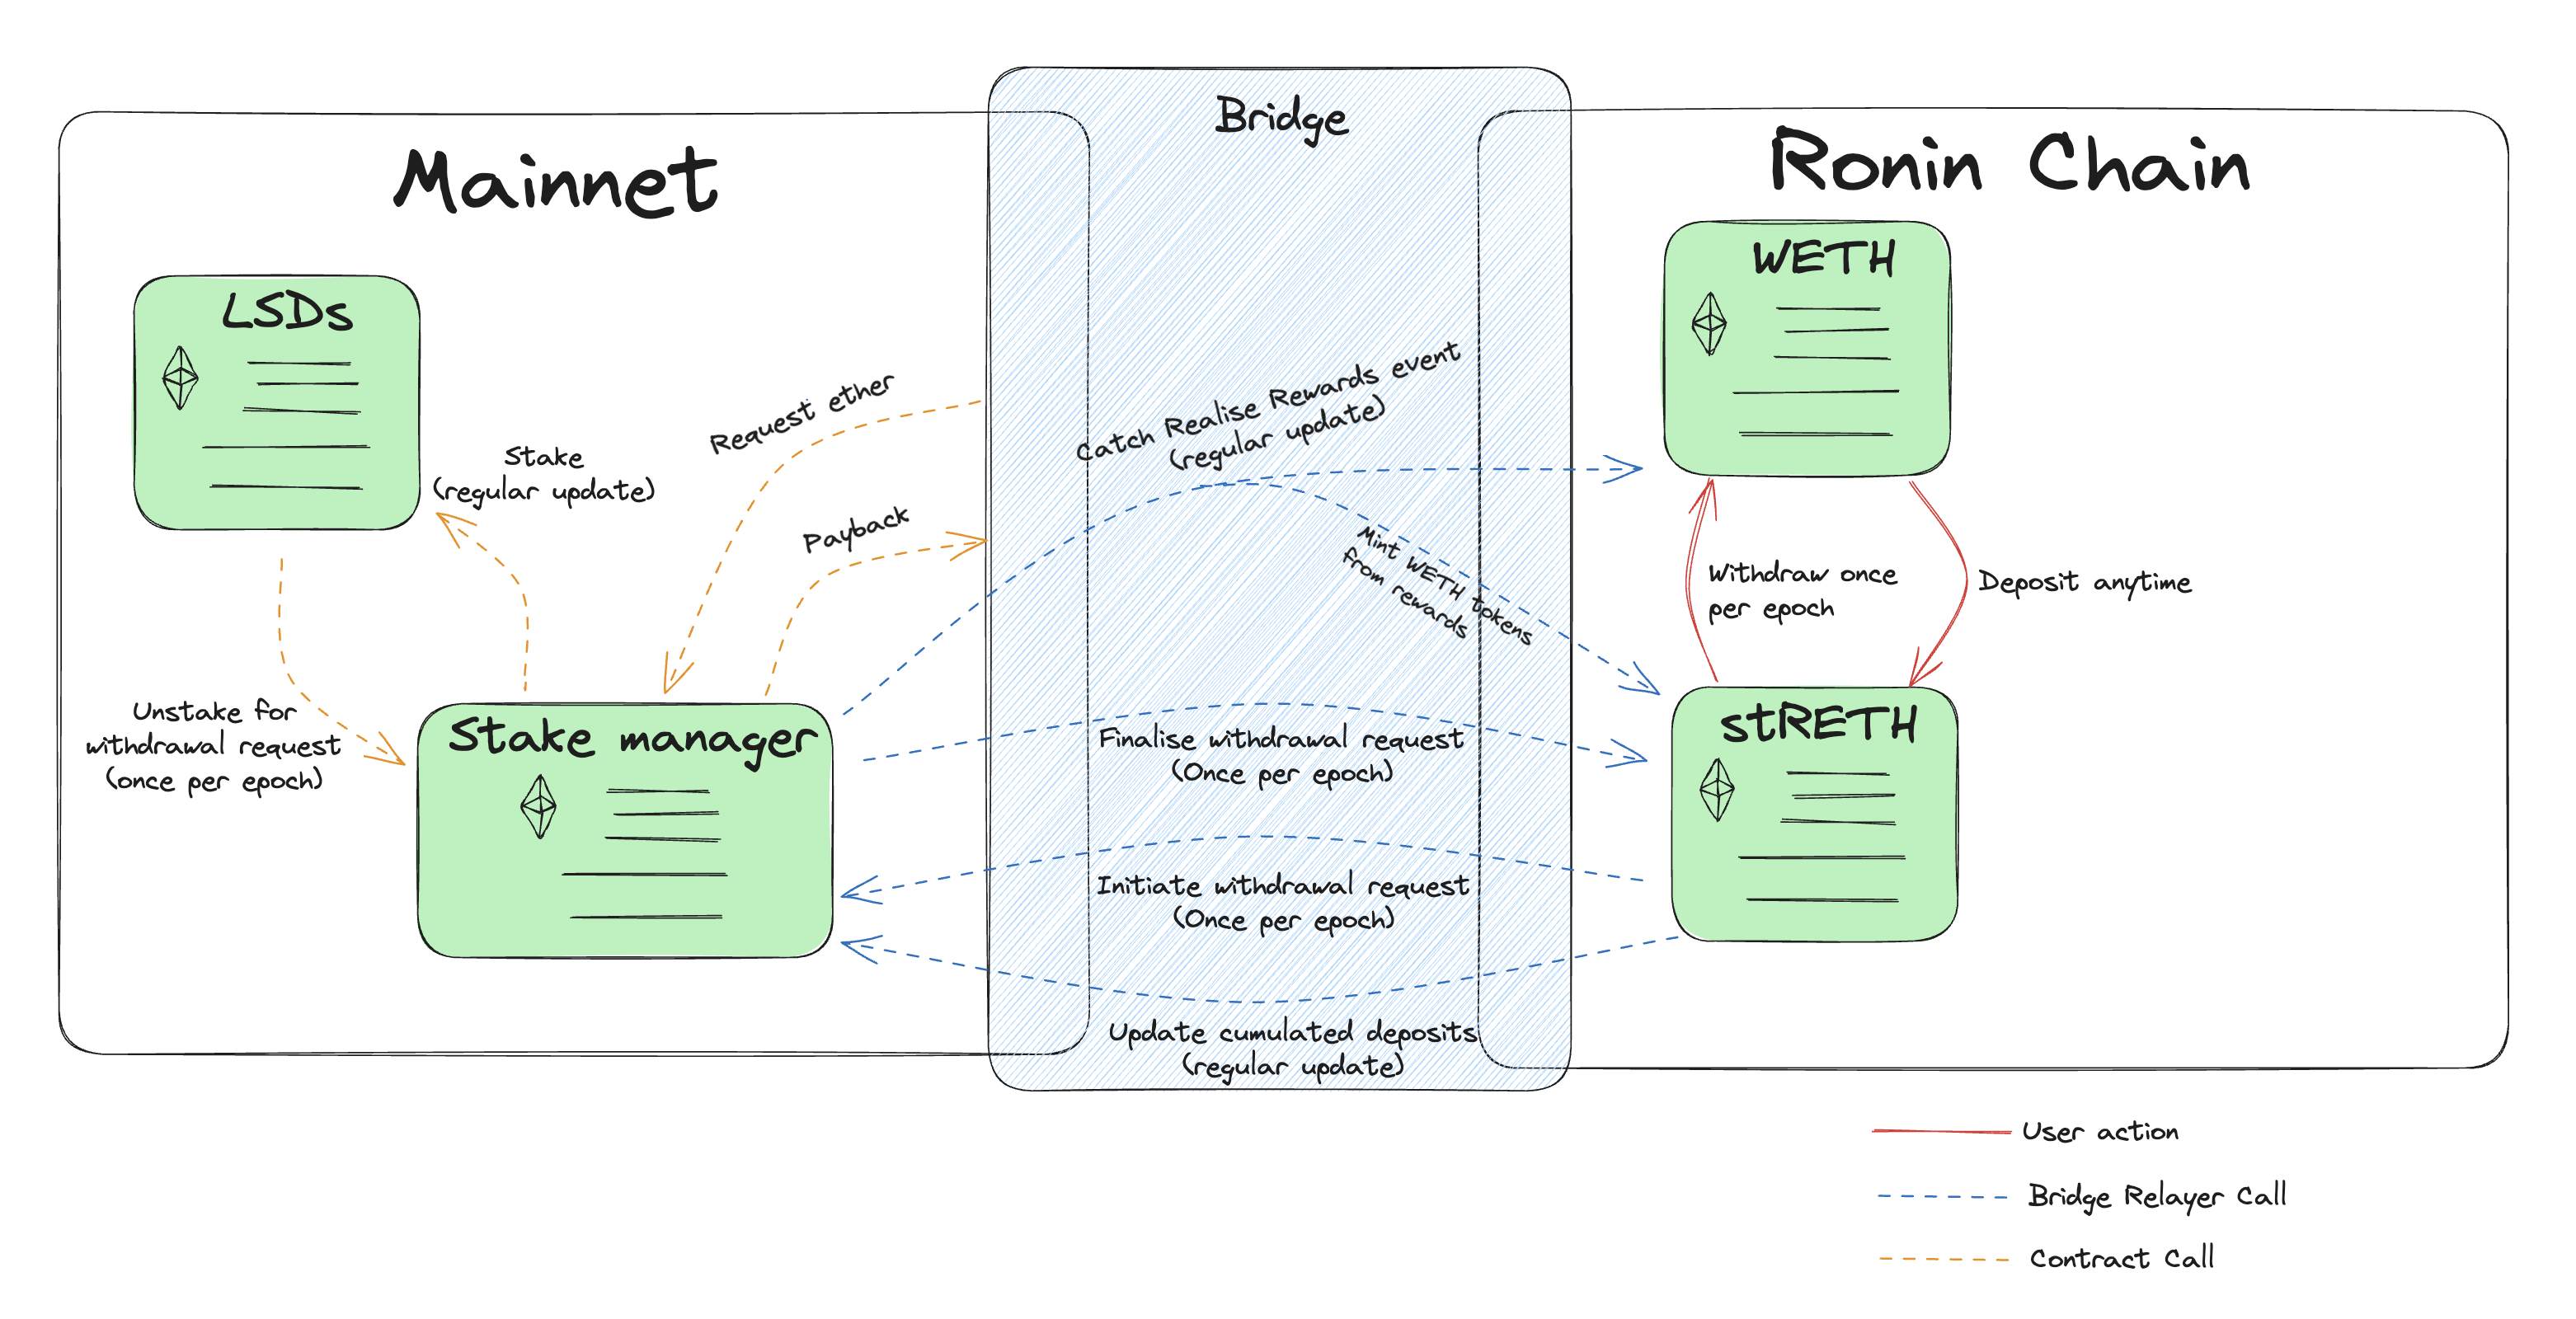 Bridge
Mainnet
Ronin Chain
WETH
LSDs
Stake
(regular update)
Request ether
Catch Realise Rewards event
(regular update)
Payback
Mint WETH tokens
from rewards
Withdraw once
per epoch
Deposit anytime
Unstake for
withdrawal request
(once per epoch)
Stake manager
stRETH
Finalise withdrawal request
(Once per epoch)
Initiate withdrawal request
(Once per epoch)
Update cumulated deposits
(regular update)
User action
Bridge Relayer Call
Contract Call